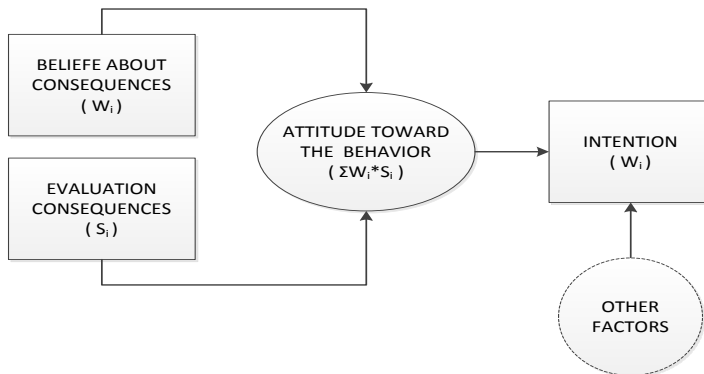 BELIEFE ABOUT
CONSEQUENCES
( Wᵢ )
EVALUATION
CONSEQUENCES
( Sᵢ )
ATTITUDE TOWARD
THE BEHAVIOR
( ΣWᵢ*Sᵢ )
INTENTION
( Wᵢ )
OTHER
FACTORS